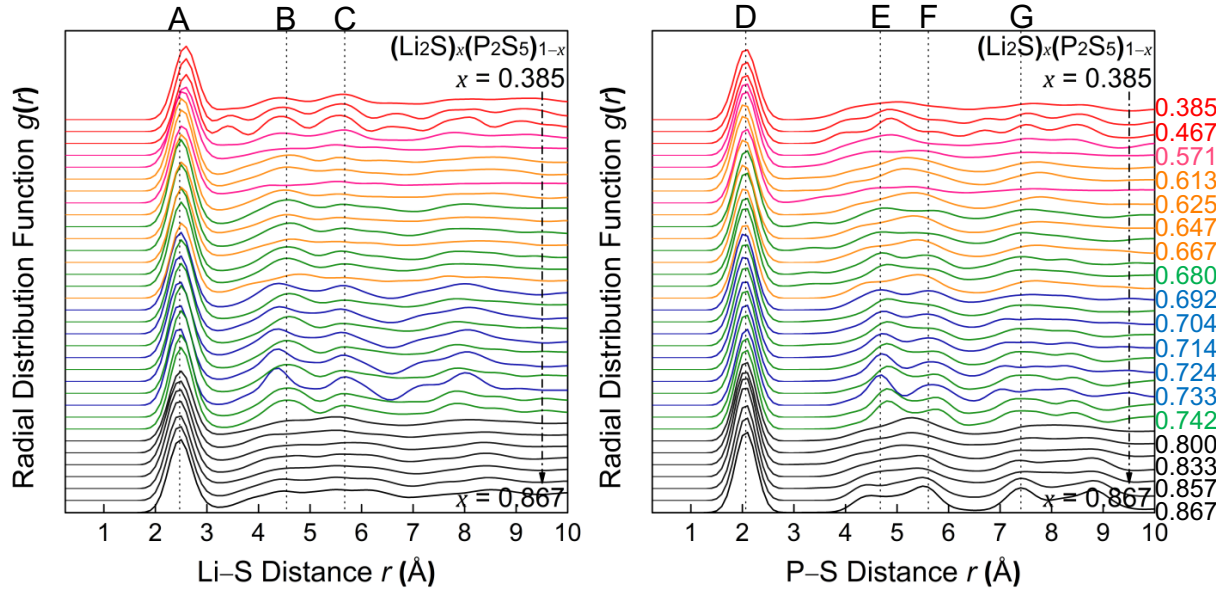 A B C
(Li2S)x(P2S5)1–x
x = 0.385
x = 0.867
Radial Distribution Function g(r)
1 2 3 4 5 6 7 8 9 10
Li–S Distance r (Å)
D E F G
(Li2S)x(P2S5)1–x
x = 0.385
x = 0.867
Radial Distribution Function g(r)
1 2 3 4 5 6 7 8 9 10
P–S Distance r (Å)
0.385
0.467
0.571
0.613
0.625
0.647
0.667
0.680
0.692
0.704
0.714
0.724
0.733
0.742
0.800
0.833
0.857
0.867